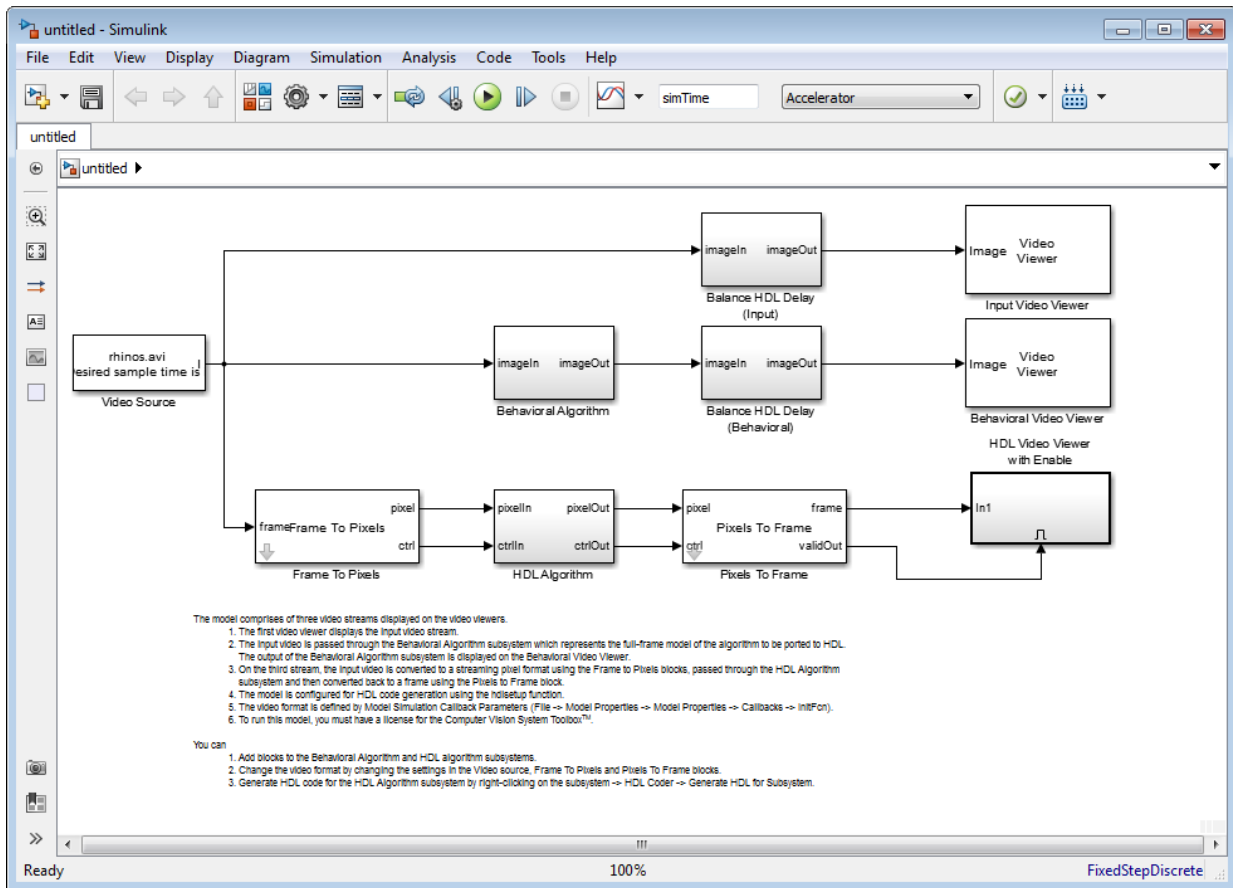 untitled - Simulink
File Edit View Display Diagram Simulation Analysis Code Tools Help
simTime
Accelerator
untitled
untitled
imageIn imageOut
Balance HDL Delay
(Input)
Image Video
Viewer
Input Video Viewer
rhinos.avi
esired sample time is
I
Video Source
imageIn imageOut
Behavioral Algorithm
imageIn imageOut
Balance HDL Delay
(Behavioral)
Image Video
Viewer
Behavioral Video Viewer
HDL Video Viewer
with Enable
In1
frame Frame To Pixels
pixel
ctrl
Frame To Pixels
pixelIn pixelOut
ctrlIn ctrlOut
HDL Algorithm
pixel frame
Pixels To Frame
ctrl validOut
Pixels To Frame
The model comprises of three video streams displayed on the video viewers.
1. The first video viewer displays the input video stream.
2. The input video is passed through the Behavioral Algorithm subsystem which represents the full-frame model of the algorithm to be ported to HDL.
The output of the Behavioral Algorithm subsystem is displayed on the Behavioral Video Viewer.
3. On the third stream, the input video is converted to a streaming pixel format using the Frame to Pixels blocks, passed through the HDL Algorithm
subsystem and then converted back to a frame using the Pixels to Frame block.
4. The model is configured for HDL code generation using the hdlsetup function.
5. The video format is defined by Model Simulation Callback Parameters (File -> Model Properties -> Model Properties -> Callbacks -> InitFcn).
6. To run this model, you must have a license for the Computer Vision System Toolbox™.
You can
1. Add blocks to the Behavioral Algorithm and HDL algorithm subsystems.
2. Change the video format by changing the settings in the Video source, Frame To Pixels and Pixels To Frame blocks.
3. Generate HDL code for the HDL Algorithm subsystem by right-clicking on the subsystem -> HDL Coder -> Generate HDL for Subsystem.
Ready 100% FixedStepDiscrete